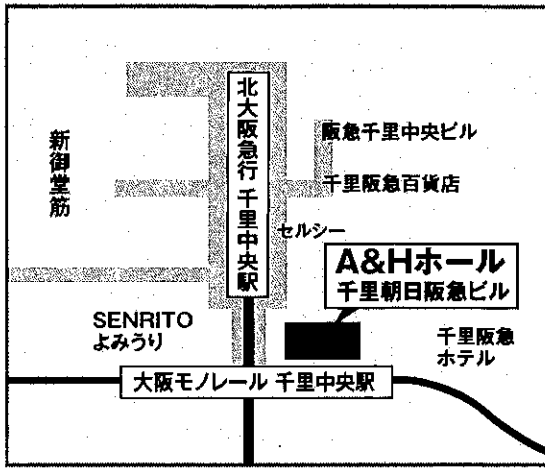 北大阪急行 千里中央駅
新御堂筋
阪急千里中央ビル
千里阪急百貨店
セルシー
A&Hホール
千里朝日阪急ビル
SENRITO
よみうり
千里阪急
ホテル
大阪モノレール 千里中央駅